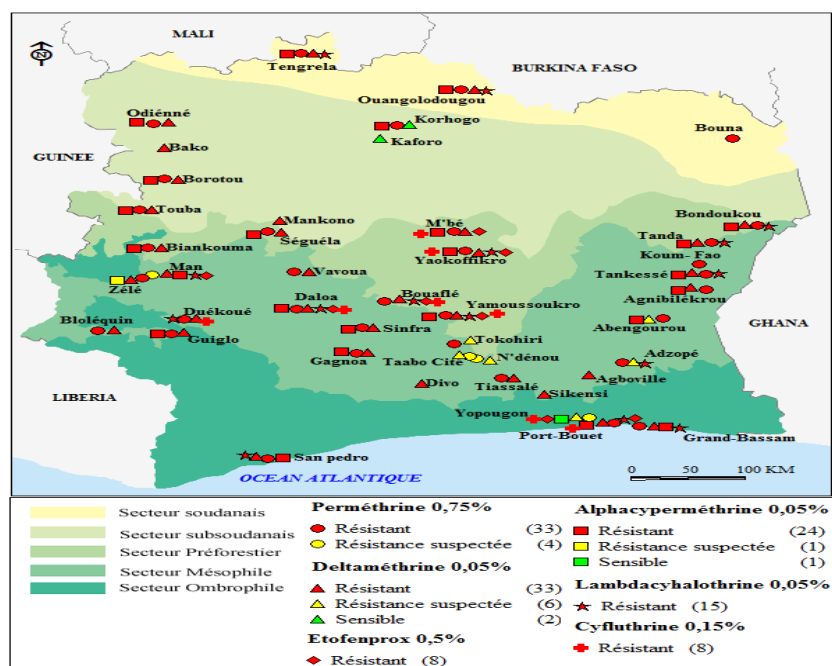 MALI
N
Tengrela
BURKINA FASO
Ouangolodougou
Odiénné
Korhogo
Bouna
Kaforo
Bako
GUINEE
Borotou
Touba
Mankono
M'bé
Bondoukou
Séguéla
Tanda
Biankouma
Yaokoffikro
Koum- Fao
Man
Vavoua
Tankessé
Zélé
Daloa
Bouaflé
Agnibilékrou
Duékoué
Yamoussoukro
Bloléquin
Abengourou
GHANA
Sinfra
Guiglo
Tokohiri
Gagnoa
Taabo Cité
N'dénou
Adzopé
Divo
Tiassalé
Agboville
LIBERIA
Sikensi
Yopougon
Port-Bouet
Grand-Bassam
San pedro
OCEAN ATLANTIQUE
0 50 100 KM
Secteur soudanais
Secteur subsoudanais
Secteur Préforestier
Secteur Mésophile
Secteur Ombrophile
Perméthrine 0,75%
Résistant (33)
Résistance suspectée (4)
Deltaméthrine 0,05%
Résistant (33)
Résistance suspectée (6)
Sensible (2)
Etofenprox 0,5%
Résistant (8)
Alphacyperméthrine 0,05%
Résistant (24)
Résistance suspectée (1)
Sensible (1)
Lambdacyhalothrine 0,05%
Résistant (15)
Cyfluthrine 0,15%
Résistant (8)